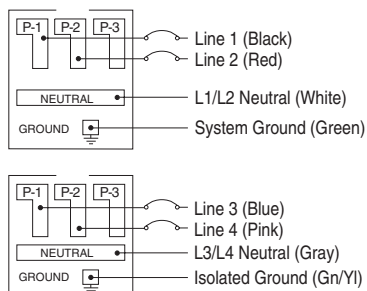 P-1 P-2 P-3
Line 1 (Black)
Line 2 (Red)
NEUTRAL
L1/L2 Neutral (White)
GROUND
System Ground (Green)
P-1 P-2 P-3
Line 3 (Blue)
Line 4 (Pink)
NEUTRAL
L3/L4 Neutral (Gray)
GROUND
Isolated Ground (Gn/Yl)